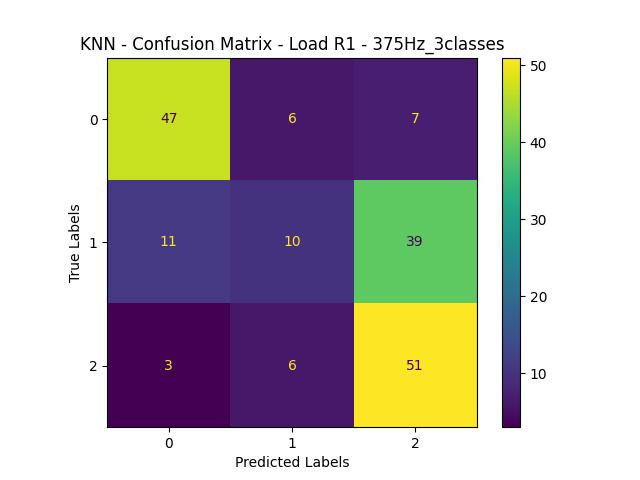 KNN - Confusion Matrix - Load R1 - 375Hz_3classes
50
0 47 6 7
40
True Labels
1 11 10 39
30
20
2 3 6 51
10
0 1 2
Predicted Labels